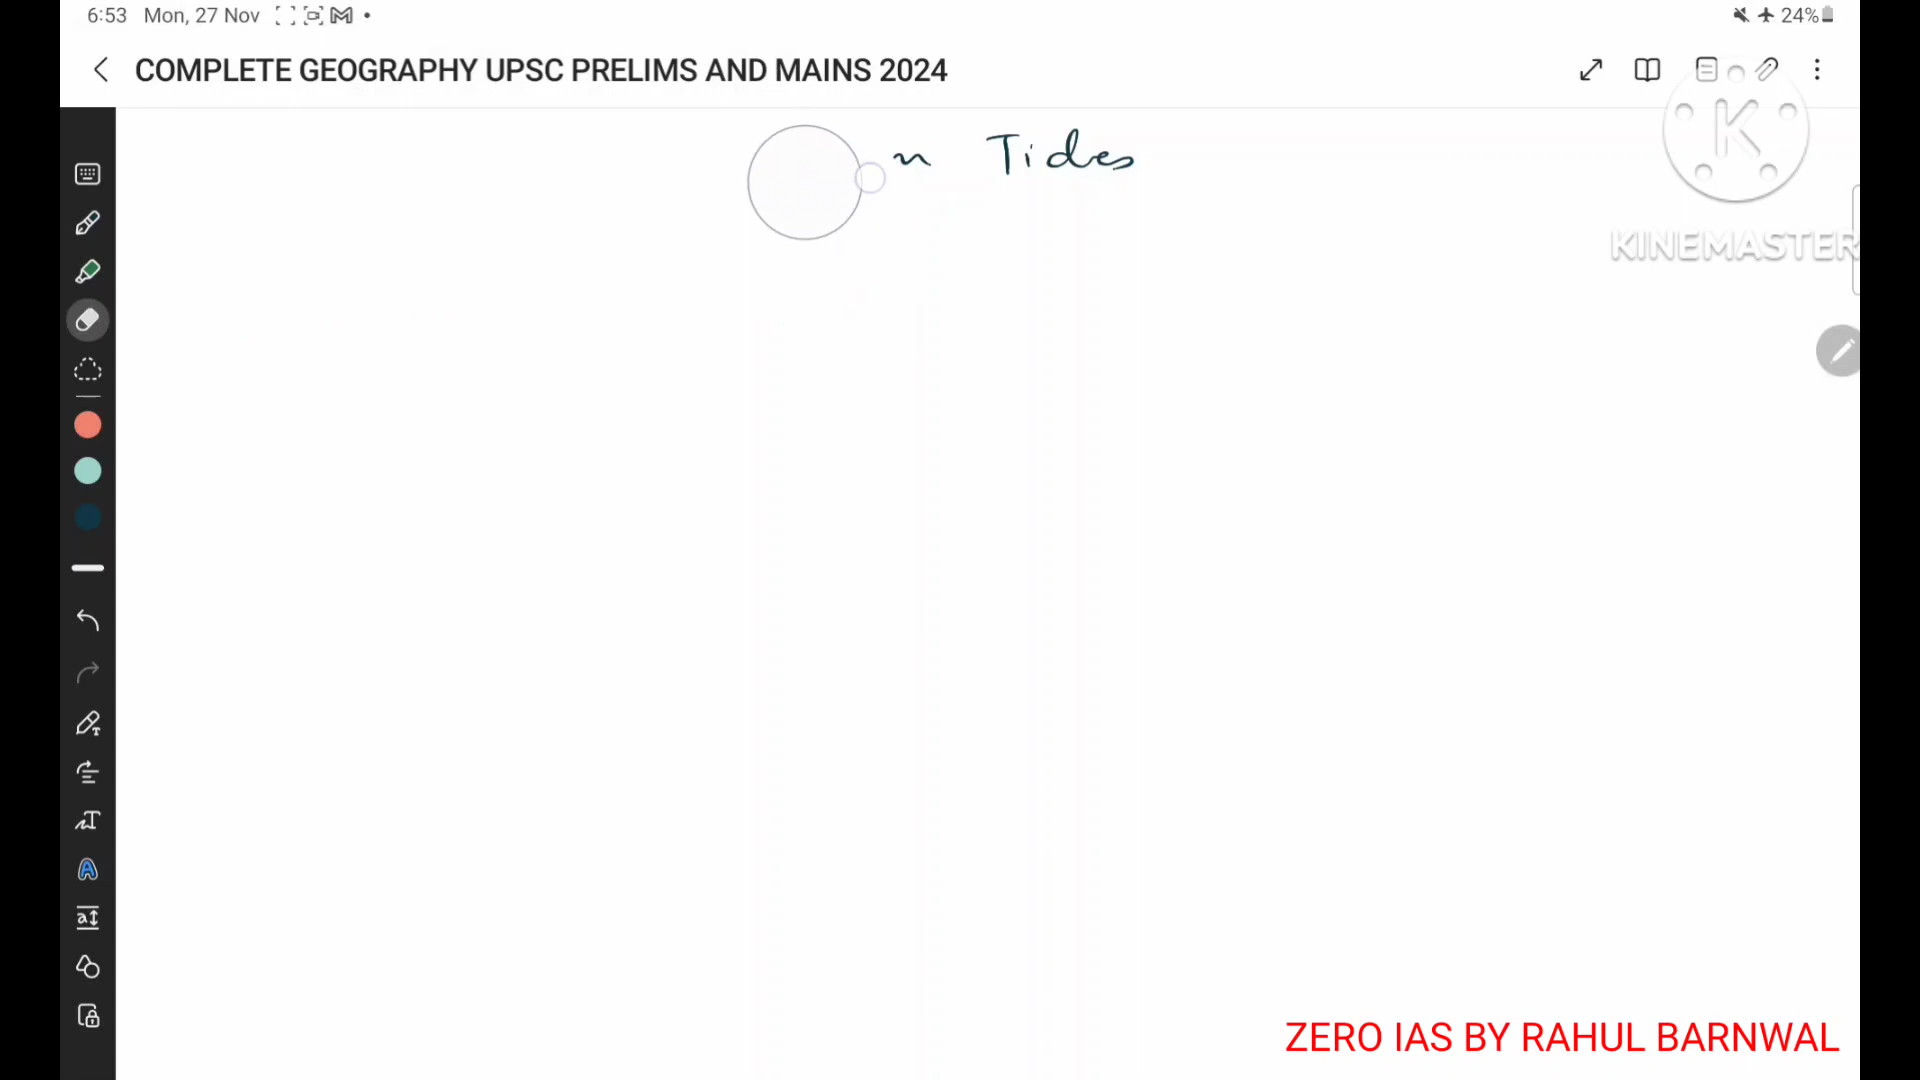 6:53 Mon, 27 Nov
24%
COMPLETE GEOGRAPHY UPSC PRELIMS AND MAINS 2024
n Tides
K
KINEMASTER
T
T
A
a
ZERO IAS BY RAHUL BARNWAL